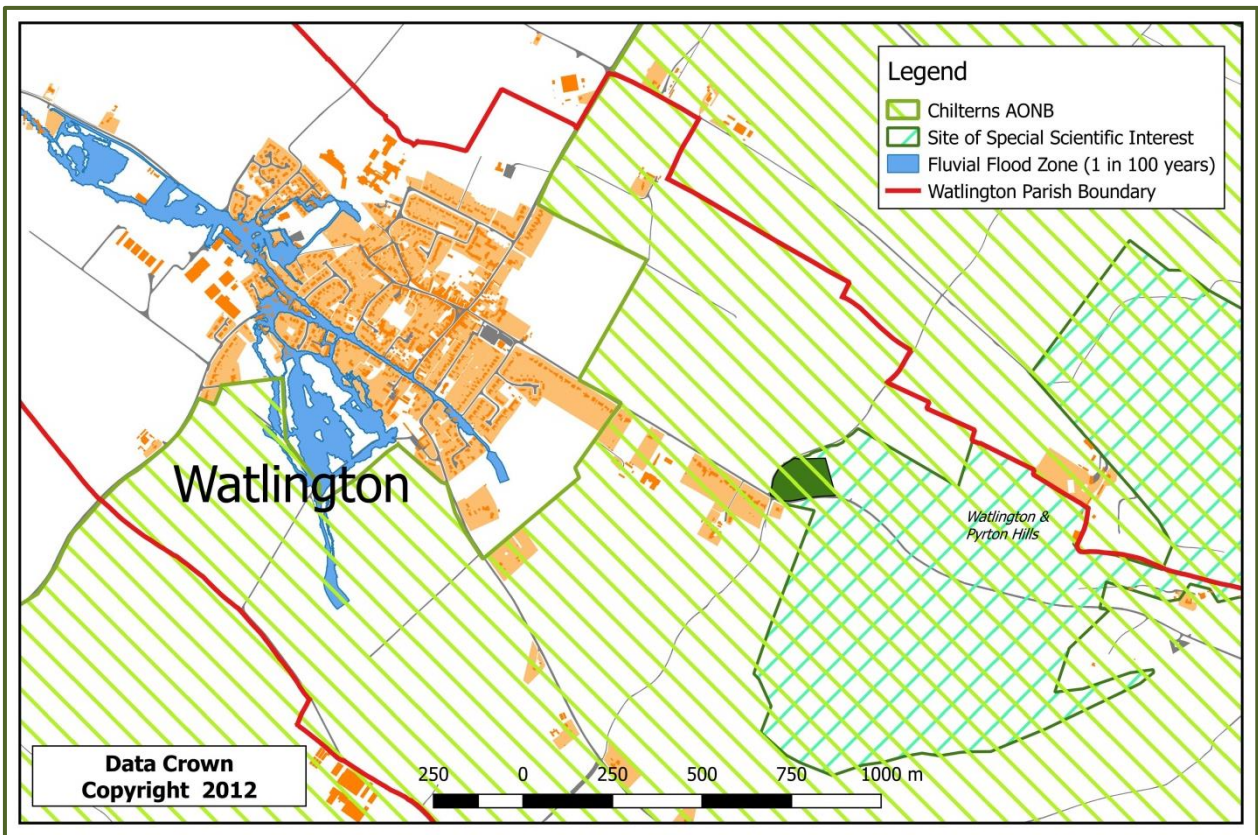 Legend
Chilterns AONB
Site of Special Scientific Interest
Fluvial Flood Zone (1 in 100 years)
Watlington Parish Boundary
Watlington
Watlington &
Pyrton Hills
Data Crown
Copyright 2012
250 0 250 500 750 1000 m